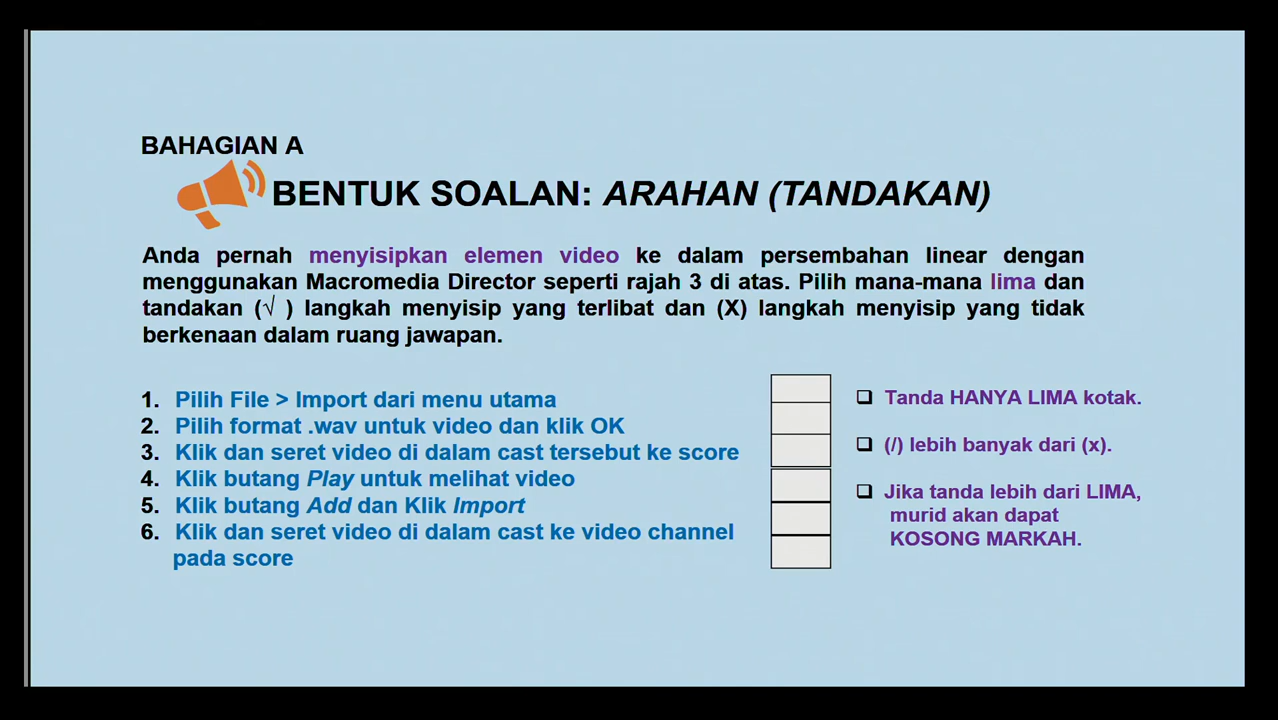 BAHAGIAN A
BENTUK SOALAN: ARAHAN (TANDAKAN)
Anda pernah menyisipkan elemen video ke dalam persembahan linear dengan
menggunakan Macromedia Director seperti rajah 3 di atas. Pilih mana-mana lima dan
tandakan (√ ) langkah menyisip yang terlibat dan (X) langkah menyisip yang tidak
berkenaan dalam ruang jawapan.
1. Pilih File > Import dari menu utama
2. Pilih format .wav untuk video dan klik OK
3. Klik dan seret video di dalam cast tersebut ke score
4. Klik butang Play untuk melihat video
5. Klik butang Add dan Klik Import
6. Klik dan seret video di dalam cast ke video channel
pada score
❑ Tanda HANYA LIMA kotak.
❑ (/) lebih banyak dari (x).
❑ Jika tanda lebih dari LIMA,
murid akan dapat
KOSONG MARKAH.